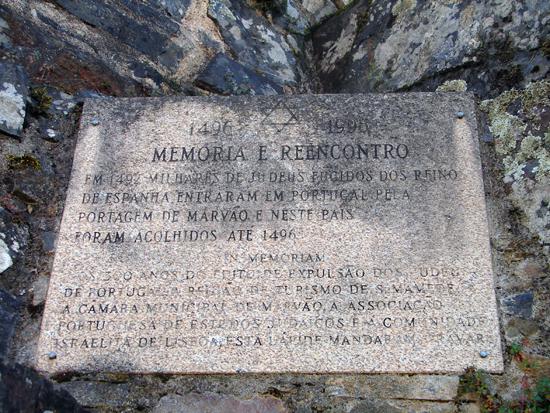 1496 1996
MEMORIA E REENCONTRO
EM 1492 MILHARES DE JUDEUS FUGIDOS DOS REINO
DE ESPANHA ENTRARAM EM PORTUGAL PELA
PORTAGEM DE MARVÃO E NESTE PAIS
FORAM ACOLHIDOS ATE 1496
IN MEMORIAM
AOS 500 ANOS DO EDITO DE EXPULSÃO DOS JUDEUS
DE PORTUGAL A REGIÃO DE TURISMO DE S. MAMEDE
A CÂMARA MUNICIPAL DE MARVÃO, A ASSOCIAÇÃO
PORTUGUESA DE ESTUDOS JUDAICOS E M COMUNIDADE
ISRAELITA DE LISBOA, ESTA LAPIDE MANDARAM GRAVAR